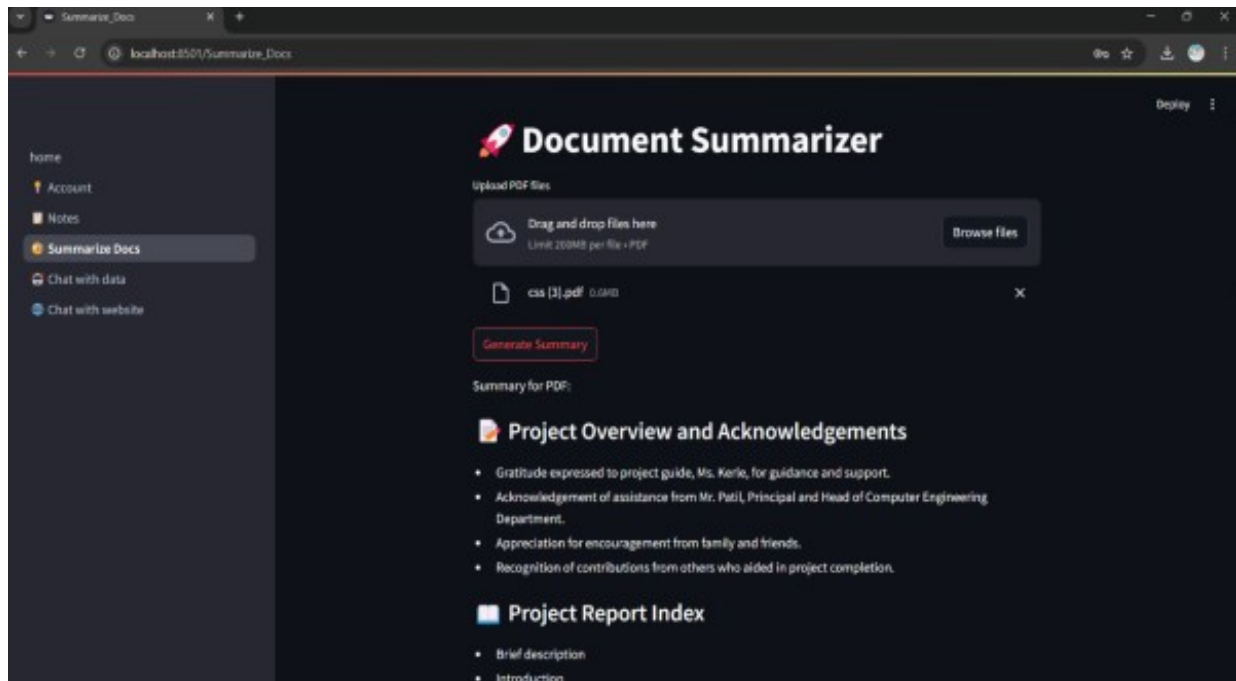 Summarize_Docs
localhost:8501/Summarize_Docs
Deploy
home
Account
Notes
Summarize Docs
Chat with data
Chat with website
Document Summarizer
Upload PDF files
Drag and drop files here
Limit 200MB per file • PDF
Browse files
css (3).pdf 0.6MB
Generate Summary
Summary for PDF:
Project Overview and Acknowledgements
• Gratitude expressed to project guide, Ms. Kerle, for guidance and support.
• Acknowledgement of assistance from Mr. Patil, Principal and Head of Computer Engineering
Department.
• Appreciation for encouragement from family and friends.
• Recognition of contributions from others who aided in project completion.
Project Report Index
• Brief description
• Introduction